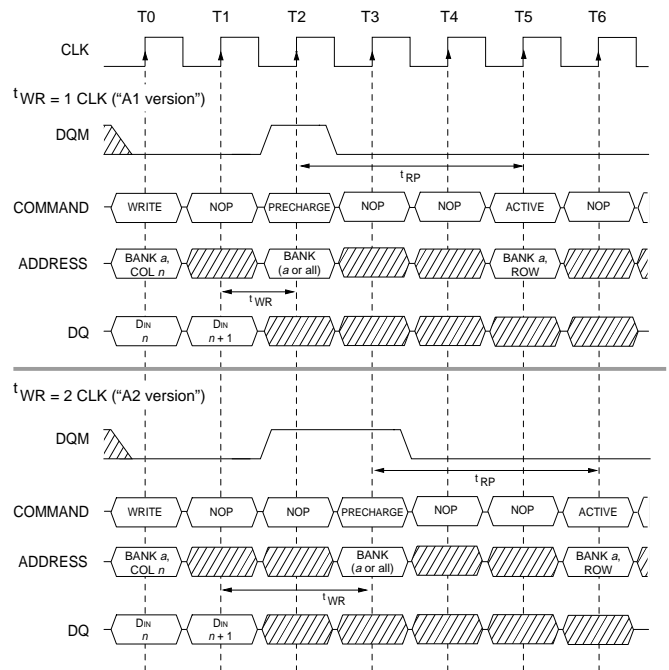 T0 T1 T2 T3 T4 T5 T6
CLK
tWR = 1 CLK (“A1 version”)
DQM
tRP
COMMAND WRITE NOP PRECHARGE NOP NOP ACTIVE NOP
ADDRESS BANK a, COL n BANK (a or all) BANK a, ROW
tWR
DQ DIN n DIN n + 1
tWR = 2 CLK (“A2 version”)
DQM
tRP
COMMAND WRITE NOP NOP PRECHARGE NOP NOP ACTIVE
ADDRESS BANK a, COL n BANK (a or all) BANK a, ROW
tWR
DQ DIN n DIN n + 1